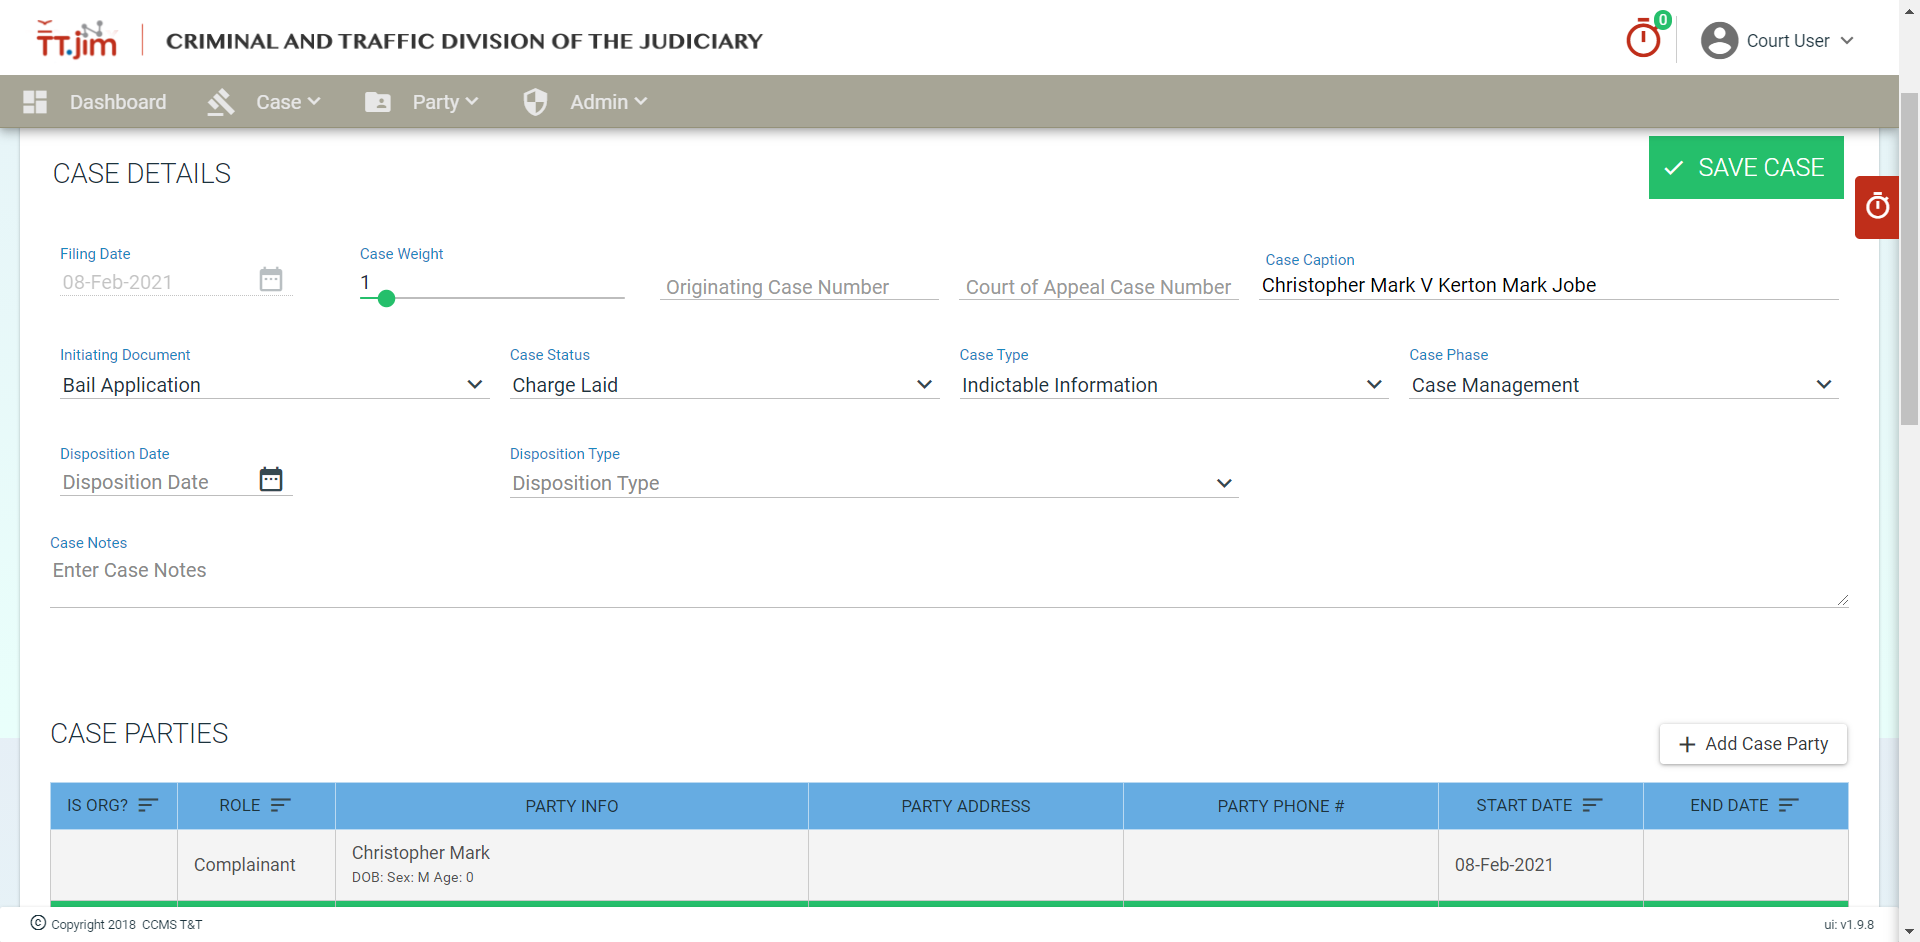 TT.jim
CRIMINAL AND TRAFFIC DIVISION OF THE JUDICIARY
0
Court User
Dashboard
Case
Party
Admin
CASE DETAILS
SAVE CASE
Filing Date
08-Feb-2021
Case Weight
1
Originating Case Number
Court of Appeal Case Number
Case Caption
Christopher Mark V Kerton Mark Jobe
Initiating Document
Bail Application
Case Status
Charge Laid
Case Type
Indictable Information
Case Phase
Case Management
Disposition Date
Disposition Date
Disposition Type
Disposition Type
Case Notes
Enter Case Notes
CASE PARTIES
Add Case Party
IS ORG? ROLE PARTY INFO PARTY ADDRESS PARTY PHONE # START DATE END DATE
Complainant
Christopher Mark
DOB: Sex: M Age: 0
08-Feb-2021
© Copyright 2018 CCMS T&T
ui: v1.9.8